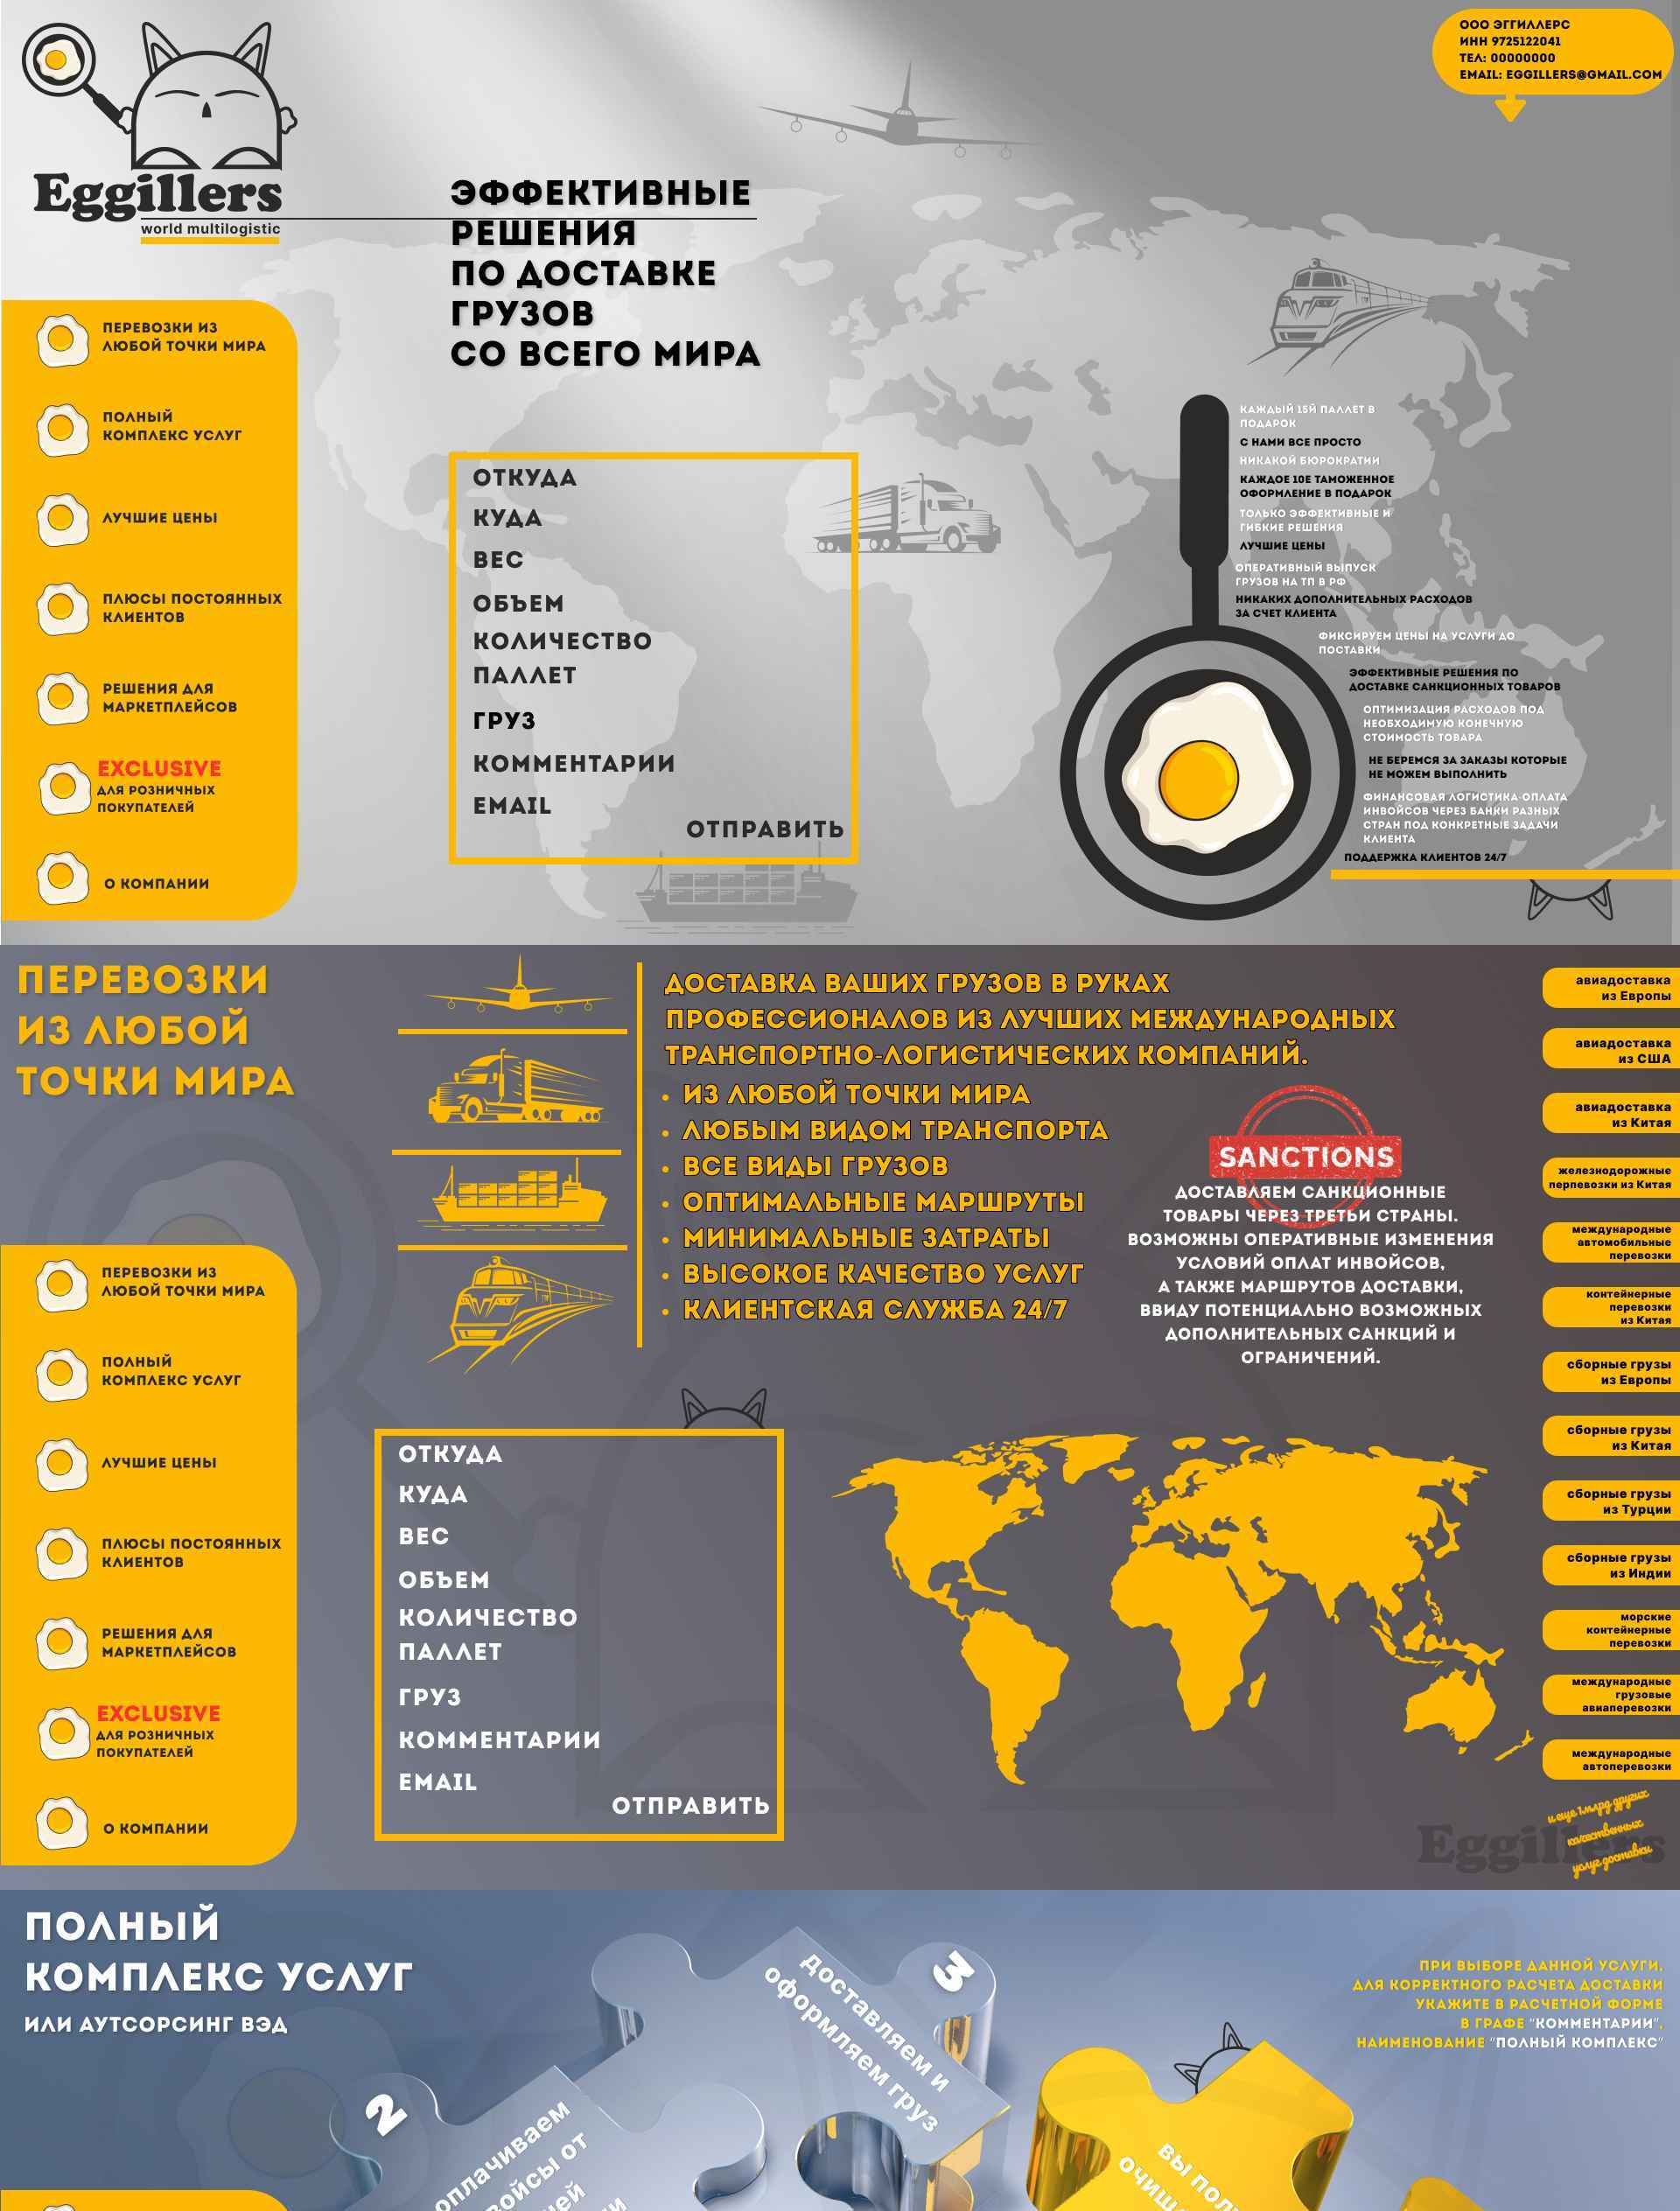 ООО ЭГГИЛЛЕРС
ИНН 9725122041
ТЕЛ: 00000000
EMAIL: EGGILLERS@GMAIL.COM
Eggillers
world multilogistic
ЭФФЕКТИВНЫЕ
РЕШЕНИЯ
ПО ДОСТАВКЕ
ГРУЗОВ
СО ВСЕГО МИРА
ПЕРЕВОЗКИ ИЗ
ЛЮБОЙ ТОЧКИ МИРА
ПОЛНЫЙ
КОМПЛЕКС УСЛУГ
ЛУЧШИЕ ЦЕНЫ
ПЛЮСЫ ПОСТОЯННЫХ
КЛИЕНТОВ
РЕШЕНИЯ ДЛЯ
МАРКЕТПЛЕЙСОВ
EXCLUSIVE
ДЛЯ РОЗНИЧНЫХ
ПОКУПАТЕЛЕЙ
О КОМПАНИИ
ОТКУДА
КУДА
ВЕС
ОБЪЕМ
КОЛИЧЕСТВО
ПАЛЛЕТ
ГРУЗ
КОММЕНТАРИИ
EMAIL
ОТПРАВИТЬ
КАЖДЫЙ 15Й ПАЛЛЕТ В
ПОДАРОК
С НАМИ ВСЕ ПРОСТО
НИКАКОЙ БЮРОКРАТИИ
КАЖДОЕ 10Е ТАМОЖЕННОЕ
ОФОРМЛЕНИЕ В ПОДАРОК
ТОЛЬКО ЭФФЕКТИВНЫЕ И
ГИБКИЕ РЕШЕНИЯ
ЛУЧШИЕ ЦЕНЫ
ОПЕРАТИВНЫЙ ВЫПУСК
ГРУЗОВ НА ТП В РФ
НИКАКИХ ДОПОЛНИТЕЛЬНЫХ РАСХОДОВ
ЗА СЧЕТ КЛИЕНТА
ФИКСИРУЕМ ЦЕНЫ НА УСЛУГИ ДО
ПОСТАВКИ
ЭФФЕКТИВНЫЕ РЕШЕНИЯ ПО
ДОСТАВКЕ САНКЦИОННЫХ ТОВАРОВ
ОПТИМИЗАЦИЯ РАСХОДОВ ПОД
НЕОБХОДИМУЮ КОНЕЧНУЮ
СТОИМОСТЬ ТОВАРА
НЕ БЕРЕМСЯ ЗА ЗАКАЗЫ КОТОРЫЕ
НЕ МОЖЕМ ВЫПОЛНИТЬ
ФИНАНСОВАЯ ЛОГИСТИКА-ОПЛАТА
ИНВОЙСОВ ЧЕРЕЗ БАНКИ РАЗНЫХ
СТРАН ПОД КОНКРЕТНЫЕ ЗАДАЧИ
КЛИЕНТА
ПОДДЕРЖКА КЛИЕНТОВ 24/7
ПЕРЕВОЗКИ
ИЗ ЛЮБОЙ
ТОЧКИ МИРА
ДОСТАВКА ВАШИХ ГРУЗОВ В РУКАХ
ПРОФЕССИОНАЛОВ ИЗ ЛУЧШИХ МЕЖДУНАРОДНЫХ
ТРАНСПОРТНО-ЛОГИСТИЧЕСКИХ КОМПАНИЙ.
• ИЗ ЛЮБОЙ ТОЧКИ МИРА
• ЛЮБЫМ ВИДОМ ТРАНСПОРТА
• ВСЕ ВИДЫ ГРУЗОВ
• ОПТИМАЛЬНЫЕ МАРШРУТЫ
• МИНИМАЛЬНЫЕ ЗАТРАТЫ
• ВЫСОКОЕ КАЧЕСТВО УСЛУГ
• КЛИЕНТСКАЯ СЛУЖБА 24/7
SANCTIONS
ДОСТАВЛЯЕМ САНКЦИОННЫЕ
ТОВАРЫ ЧЕРЕЗ ТРЕТЬИ СТРАНЫ.
ВОЗМОЖНЫ ОПЕРАТИВНЫЕ ИЗМЕНЕНИЯ
УСЛОВИЙ ОПЛАТ ИНВОЙСОВ,
А ТАКЖЕ МАРШРУТОВ ДОСТАВКИ,
ВВИДУ ПОТЕНЦИАЛЬНО ВОЗМОЖНЫХ
ДОПОЛНИТЕЛЬНЫХ САНКЦИЙ И
ОГРАНИЧЕНИЙ.
авиадоставка
из Европы
авиадоставка
из США
авиадоставка
из Китая
железнодорожные
перпевозки из Китая
международные
автомобильные
перевозки
контейнерные
перевозки
из Китая
сборные грузы
из Европы
сборные грузы
из Китая
сборные грузы
из Турции
сборные грузы
из Индии
морские
контейнерные
перевозки
международные
грузовые
авиаперевозки
международные
автоперевозки
и еще 1 млрд других
качественных
услуг доставки
Eggillers
ПЕРЕВОЗКИ ИЗ
ЛЮБОЙ ТОЧКИ МИРА
ПОЛНЫЙ
КОМПЛЕКС УСЛУГ
ЛУЧШИЕ ЦЕНЫ
ПЛЮСЫ ПОСТОЯННЫХ
КЛИЕНТОВ
РЕШЕНИЯ ДЛЯ
МАРКЕТПЛЕЙСОВ
EXCLUSIVE
ДЛЯ РОЗНИЧНЫХ
ПОКУПАТЕЛЕЙ
О КОМПАНИИ
ОТКУДА
КУДА
ВЕС
ОБЪЕМ
КОЛИЧЕСТВО
ПАЛЛЕТ
ГРУЗ
КОММЕНТАРИИ
EMAIL
ОТПРАВИТЬ
ПОЛНЫЙ
КОМПЛЕКС УСЛУГ
ИЛИ АУТСОРСИНГ ВЭД
2
оплачиваем
3
доставляем и
оформляем груз
ПРИ ВЫБОРЕ ДАННОЙ УСЛУГИ,
ДЛЯ КОРРЕКТНОГО РАСЧЕТА ДОСТАВКИ
УКАЖИТЕ В РАСЧЕТНОЙ ФОРМЕ
В ГРАФЕ "КОММЕНТАРИИ",
НАИМЕНОВАНИЕ "ПОЛНЫЙ КОМПЛЕКС"
вы